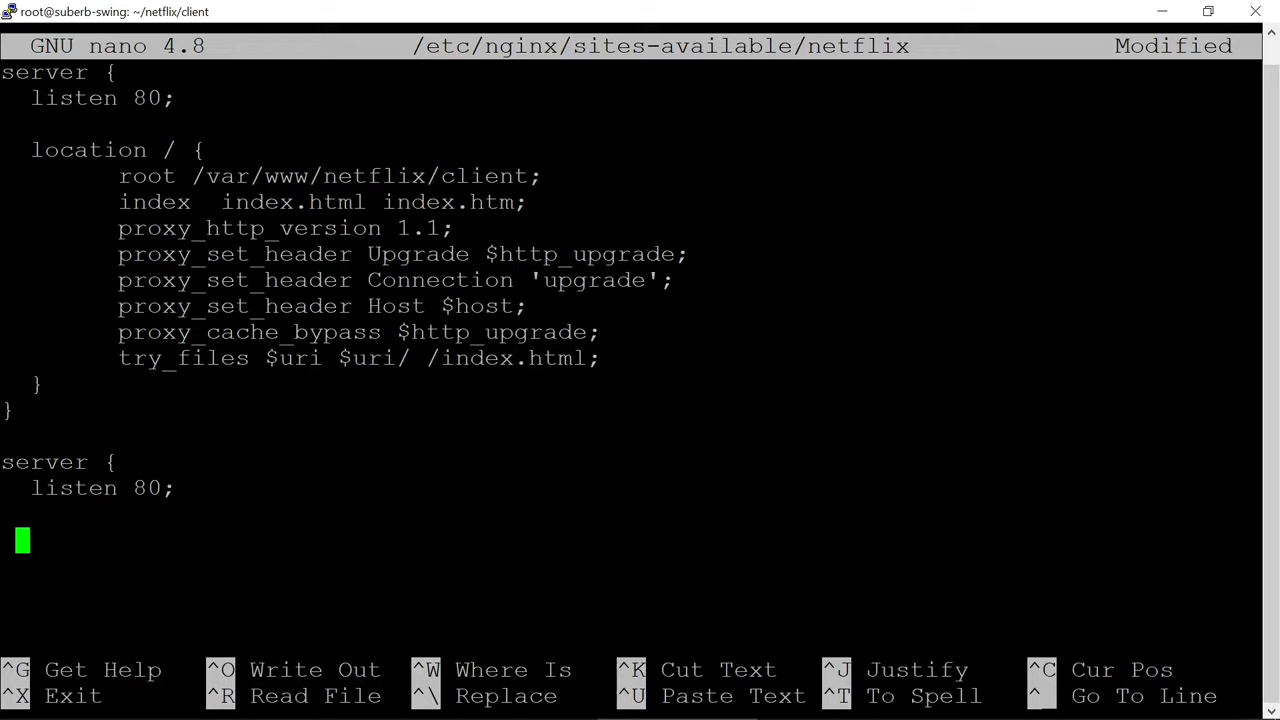 root@suberb-swing: ~/netflix/client
GNU nano 4.8 /etc/nginx/sites-available/netflix Modified
server {
  listen 80;

  location / {
        root /var/www/netflix/client;
        index  index.html index.htm;
        proxy_http_version 1.1;
        proxy_set_header Upgrade $http_upgrade;
        proxy_set_header Connection 'upgrade';
        proxy_set_header Host $host;
        proxy_cache_bypass $http_upgrade;
        try_files $uri $uri/ /index.html;
  }
}

server {
  listen 80;

^G Get Help ^O Write Out ^W Where Is ^K Cut Text ^J Justify ^C Cur Pos
^X Exit ^R Read File ^\ Replace ^U Paste Text ^T To Spell ^_ Go To Line